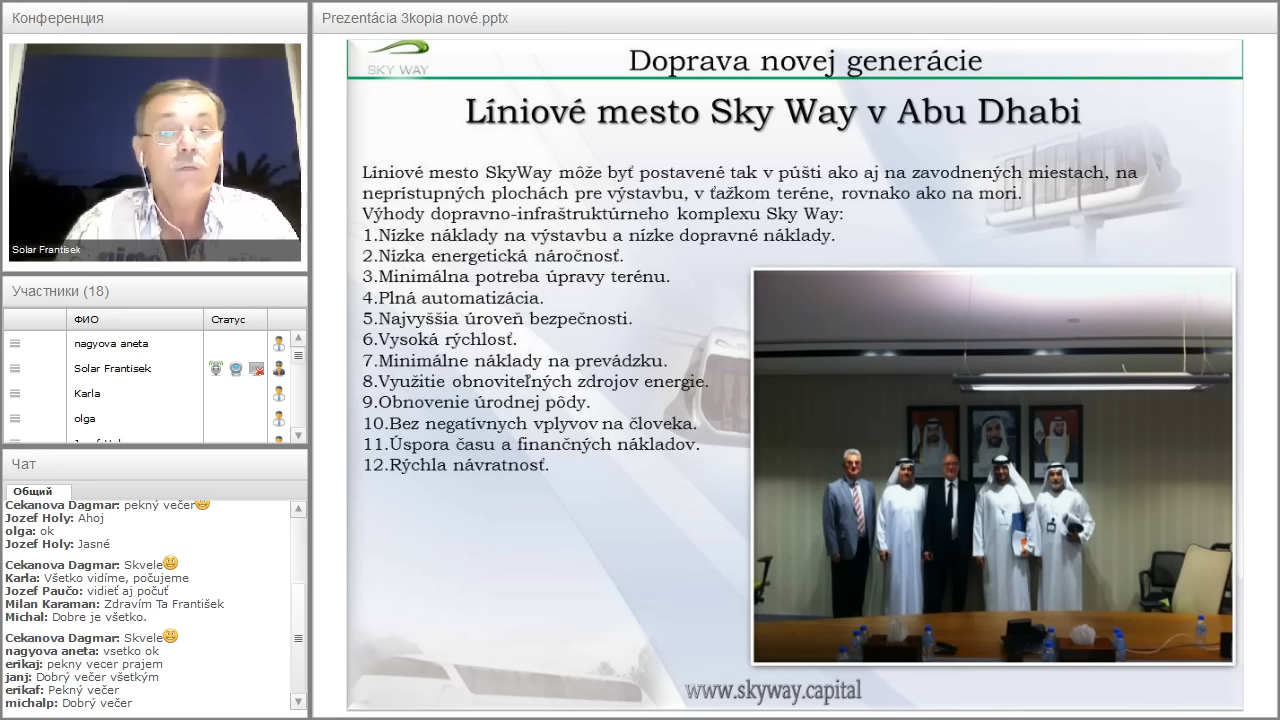 Конференция
Solar Frantisek
Участники (18)
ФИО
Статус
nagyova aneta
Solar Frantisek
Karla
olga
Чат
Общий
Cekanova Dagmar: pekný večer
Jozef Holy: Ahoj
olga: ok
Jozef Holy: Jasné
Cekanova Dagmar: Skvele
Karla: Všetko vidíme, počujeme
Jozef Paučo: vidieť aj počuť
Milan Karaman: Zdravím Ta František
Michal: Dobre je všetko.
Cekanova Dagmar: Skvele
nagyova aneta: vsetko ok
erikaj: pekny vecer prajem
janj: Dobrý večer všetkým
erikaf: Pekný večer
michalp: Dobrý večer
Prezentácia 3kopia nové.pptx
SKY WAY
Doprava novej generácie
Líniové mesto Sky Way v Abu Dhabi
Líniové mesto SkyWay môže byť postavené tak v púšti ako aj na zavodnených miestach, na
neprístupných plochách pre výstavbu, v ťažkom teréne, rovnako ako na mori.
Výhody dopravno-infraštruktúrneho komplexu Sky Way:
1.Nízke náklady na výstavbu a nízke dopravné náklady.
2.Nízka energetická náročnosť.
3.Minimálna potreba úpravy terénu.
4.Plná automatizácia.
5.Najvyššia úroveň bezpečnosti.
6.Vysoká rýchlosť.
7.Minimálne náklady na prevádzku.
8.Využitie obnoviteľných zdrojov energie.
9.Obnovenie úrodnej pôdy.
10.Bez negatívnych vplyvov na človeka.
11.Úspora času a finančných nákladov.
12.Rýchla návratnosť.
www.skyway.capital